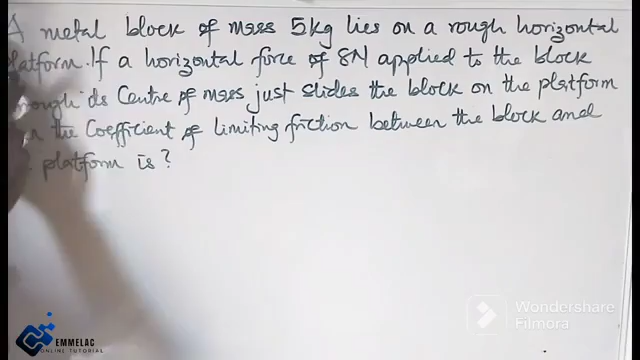 A metal block of mass 5kg lies on a rough horizontal
platform. If a horizontal force of 8N applied to the block
through its Centre of mass just slides the block on the platform
the Coefficient of limiting friction between the block and
platform is?
Wondershare
Filmora
EMMELAC
ONLINE TUTORIAL